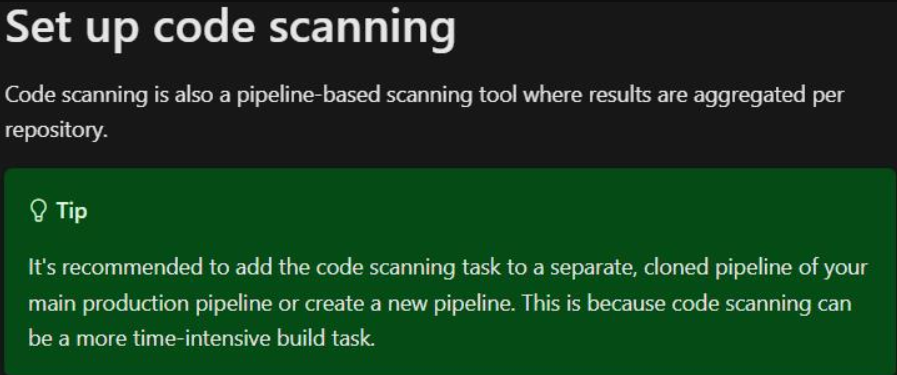 Set up code scanning
Code scanning is also a pipeline-based scanning tool where results are aggregated per
repository.
Tip
It's recommended to add the code scanning task to a separate, cloned pipeline of your
main production pipeline or create a new pipeline. This is because code scanning can
be a more time-intensive build task.